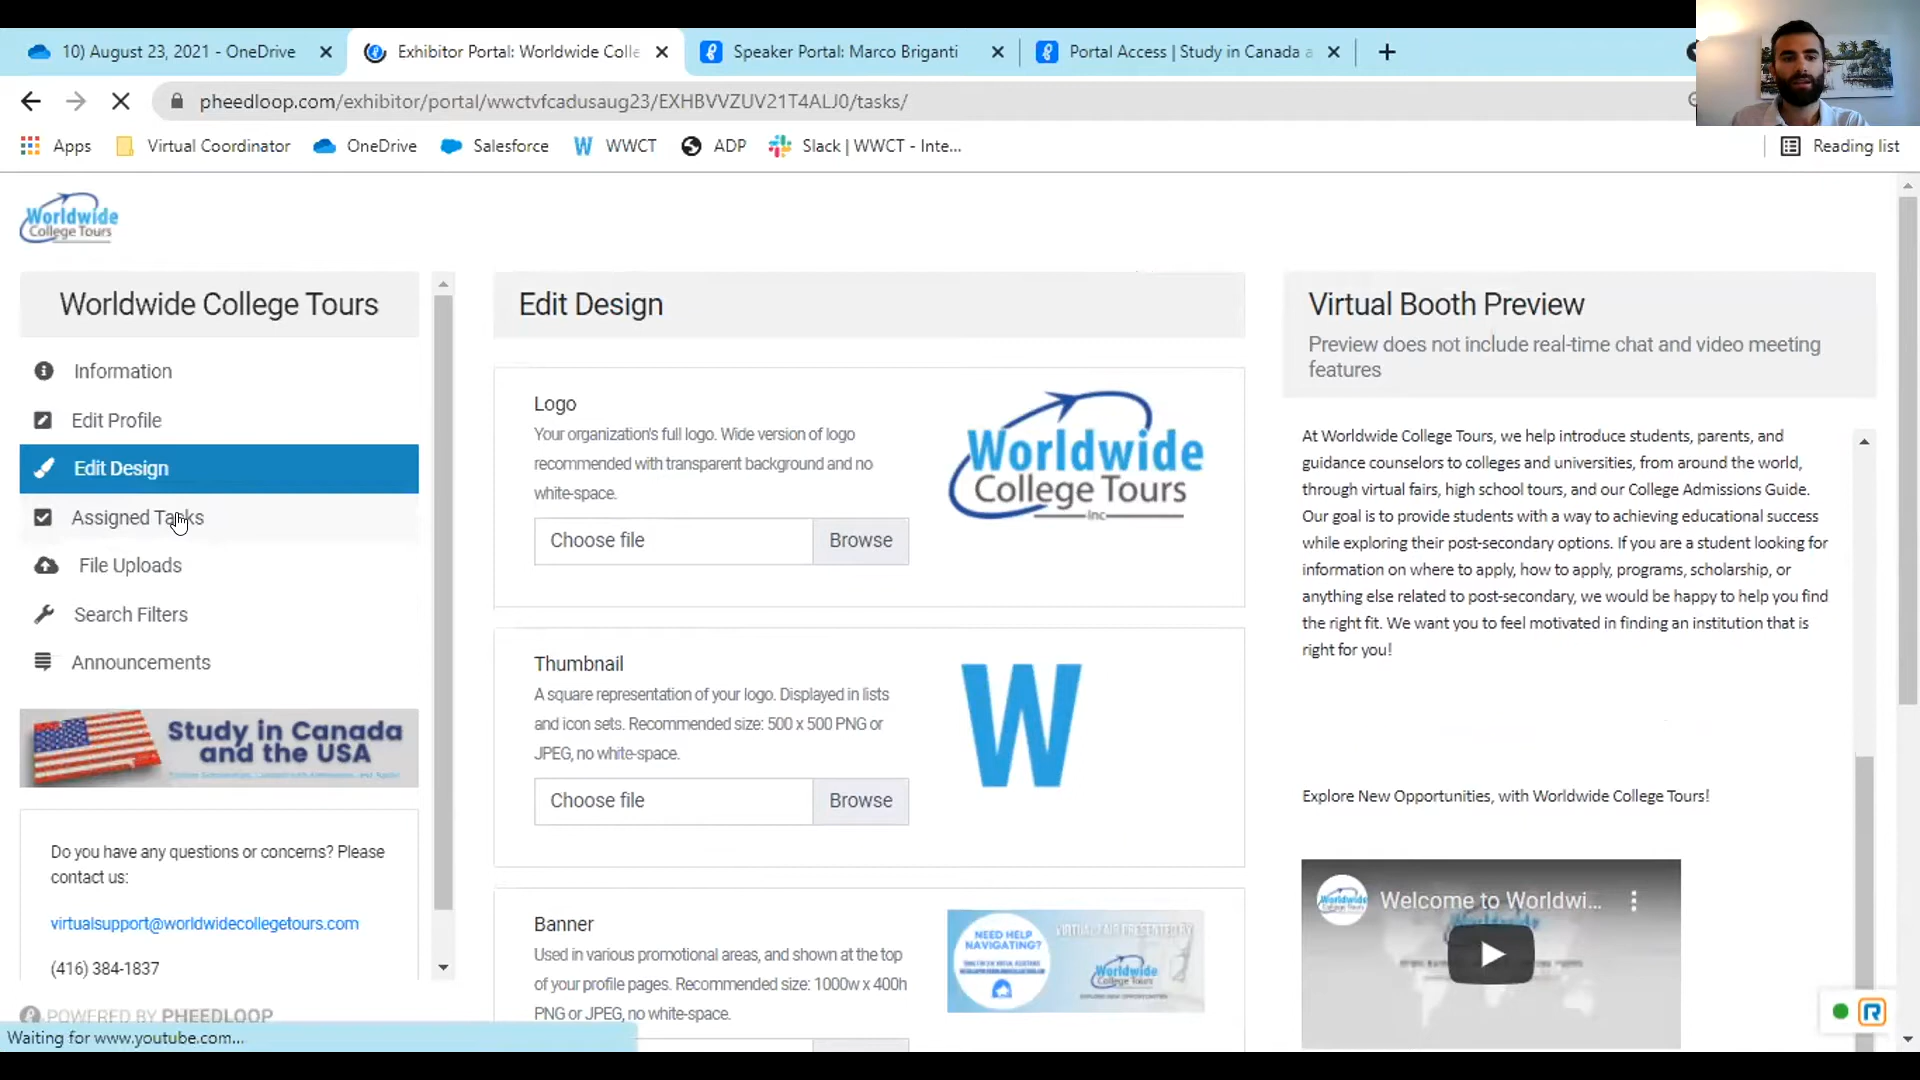 10) August 23, 2021 - OneDrive
Exhibitor Portal: Worldwide Colle
Speaker Portal: Marco Briganti
Portal Access | Study in Canada a
pheedloop.com/exhibitor/portal/wwctvfcadusaug23/EXHBVVZUV21T4ALJ0/tasks/
Apps
Virtual Coordinator
OneDrive
Salesforce
WWCT
ADP
Slack | WWCT - Inte...
Reading list
Worldwide
College Tours
Worldwide College Tours
Information
Edit Profile
Edit Design
Assigned Tasks
File Uploads
Search Filters
Announcements
Study in Canada
and the USA
Do you have any questions or concerns? Please
contact us:
virtualsupport@worldwidecollegetours.com
(416) 384-1837
POWERED BY PHEEDLOOP
Waiting for www.youtube.com...
Edit Design
Logo
Your organization's full logo. Wide version of logo
recommended with transparent background and no
white-space.
Choose file
Browse
Worldwide
College Tours
Inc
Thumbnail
A square representation of your logo. Displayed in lists
and icon sets. Recommended size: 500 x 500 PNG or
JPEG, no white-space.
Choose file
Browse
W
Banner
Used in various promotional areas, and shown at the top
of your profile pages. Recommended size: 1000w x 400h
PNG or JPEG, no white-space.
NEED HELP
NAVIGATING?
VIRTUAL FAIR PRESENTED BY
Worldwide
College Tours
Virtual Booth Preview
Preview does not include real-time chat and video meeting
features
At Worldwide College Tours, we help introduce students, parents, and
guidance counselors to colleges and universities, from around the world,
through virtual fairs, high school tours, and our College Admissions Guide.
Our goal is to provide students with a way to achieving educational success
while exploring their post-secondary options. If you are a student looking for
information on where to apply, how to apply, programs, scholarship, or
anything else related to post-secondary, we would be happy to help you find
the right fit. We want you to feel motivated in finding an institution that is
right for you!
Explore New Opportunities, with Worldwide College Tours!
Welcome to Worldwi...